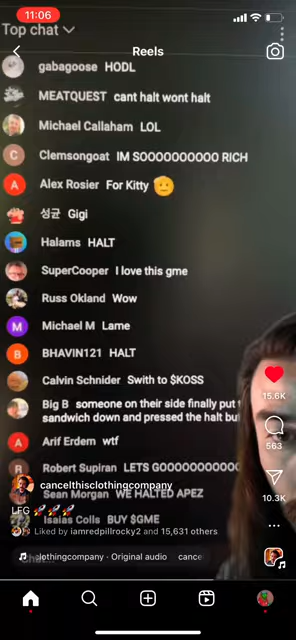 11:06
Top chat
Reels
gabagoose HODL
MEATQUEST cant halt wont halt
Michael Callaham LOL
C Clemsongoat IM SOOOOOOOOOO RICH
A Alex Rosier For Kitty
성균 Gigi
Halams HALT
SuperCooper I love this gme
Russ Okland Wow
M Michael M Lame
B BHAVIN121 HALT
Calvin Schnider Swith to $KOSS
Big B someone on their side finally put
sandwich down and pressed the halt
A Arif Erdem wtf
R Robert Supiran LETS GOOOOOOOOO
cancelthisclothingcompany
Sean Morgan WE HALTED APEZ
LFG 🚀🚀🚀
Isaias Colls BUY $GME
Liked by iamredpillrocky2 and 15,631 others
clothingcompany · Original audio cance
15.6K
563
10.3K